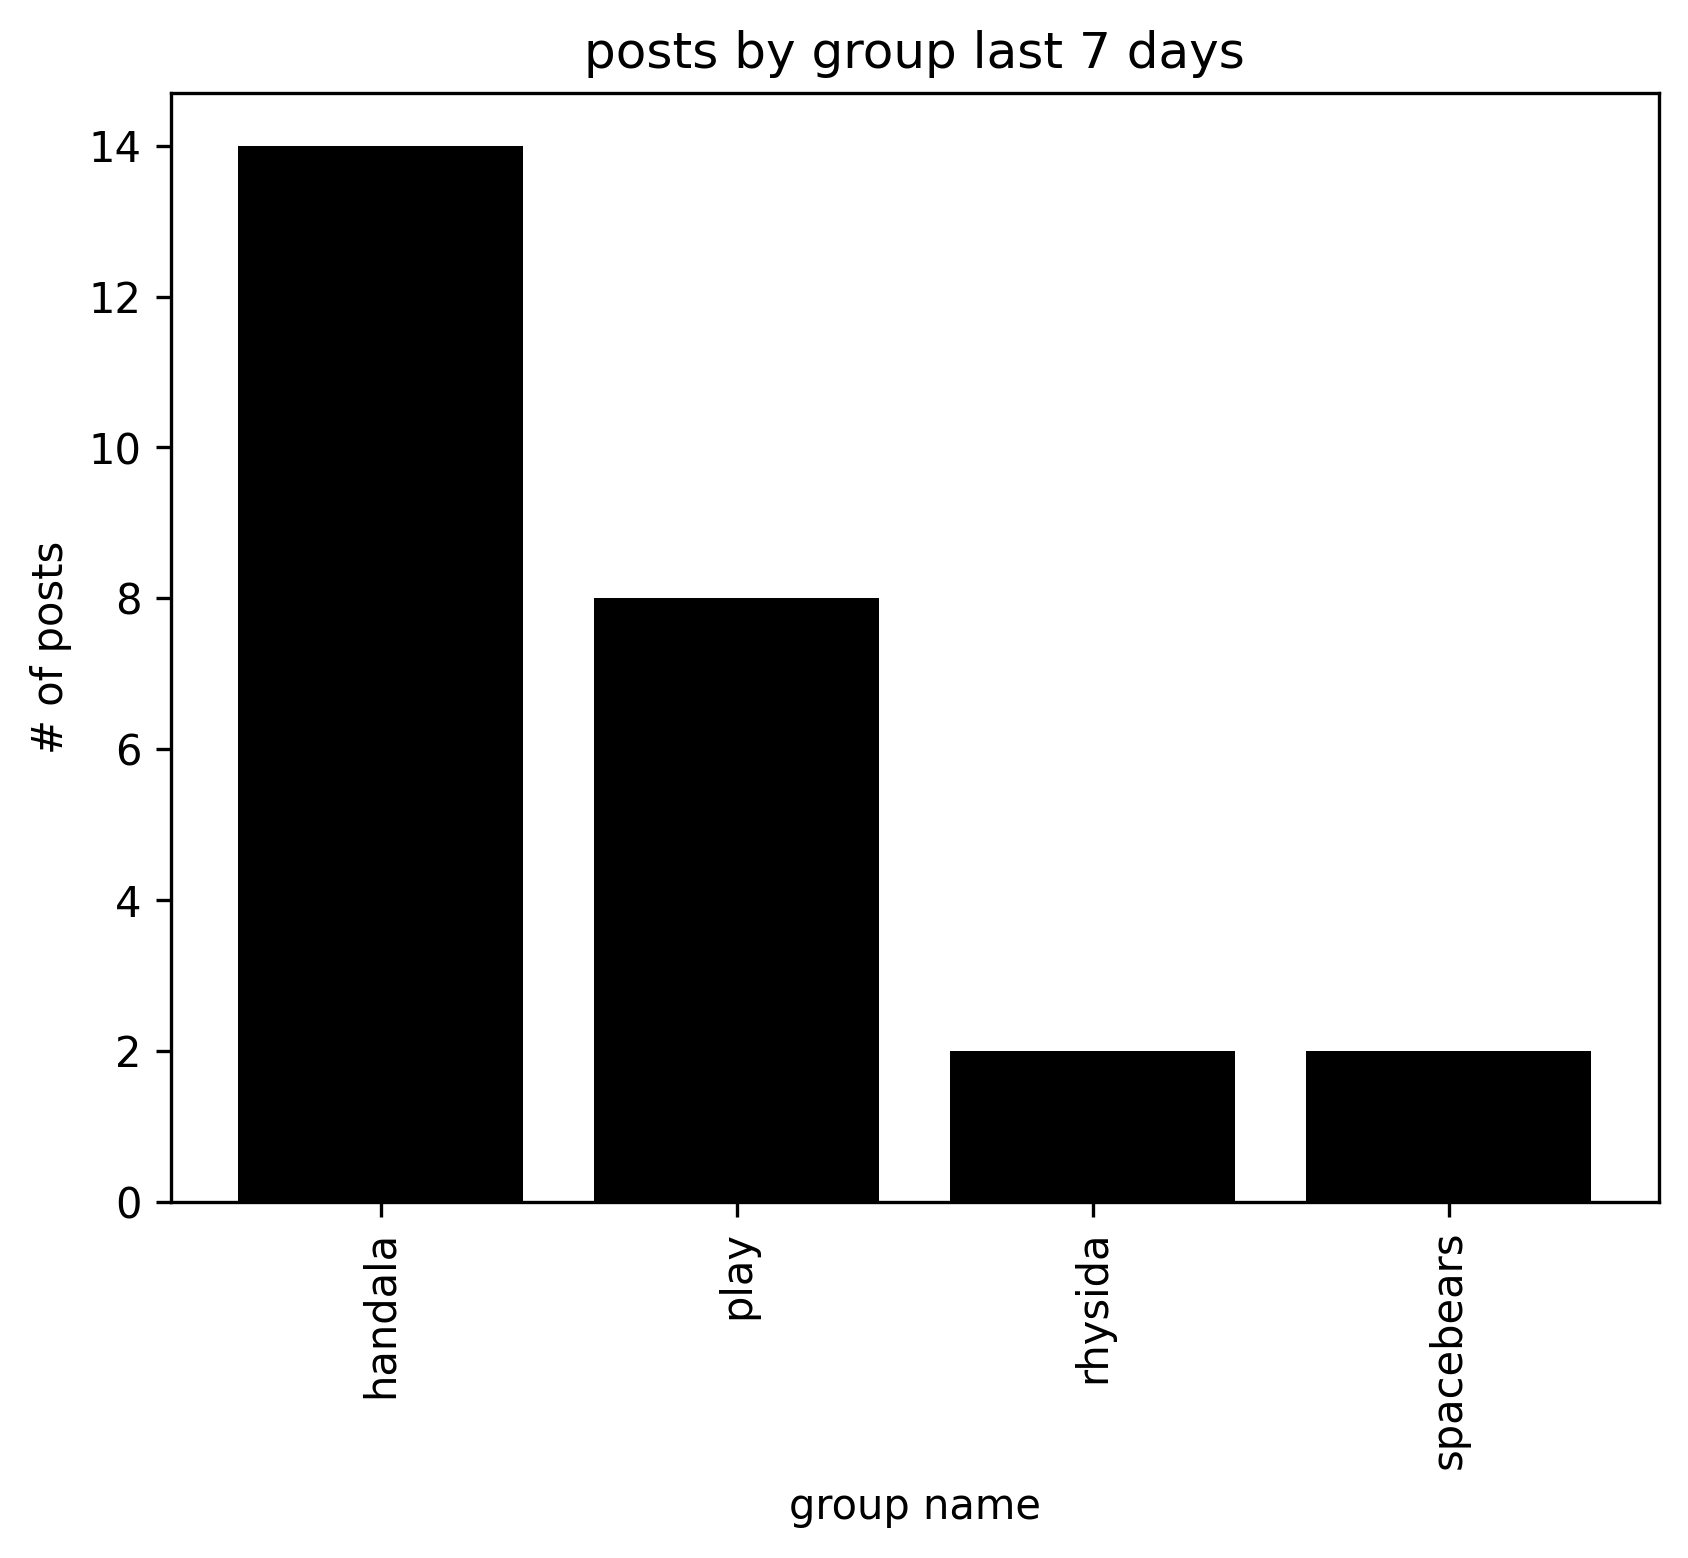 posts by group last 7 days
14
12
10
8
6
4
2
0
# of posts
handala
play
rhysida
spacebears
group name